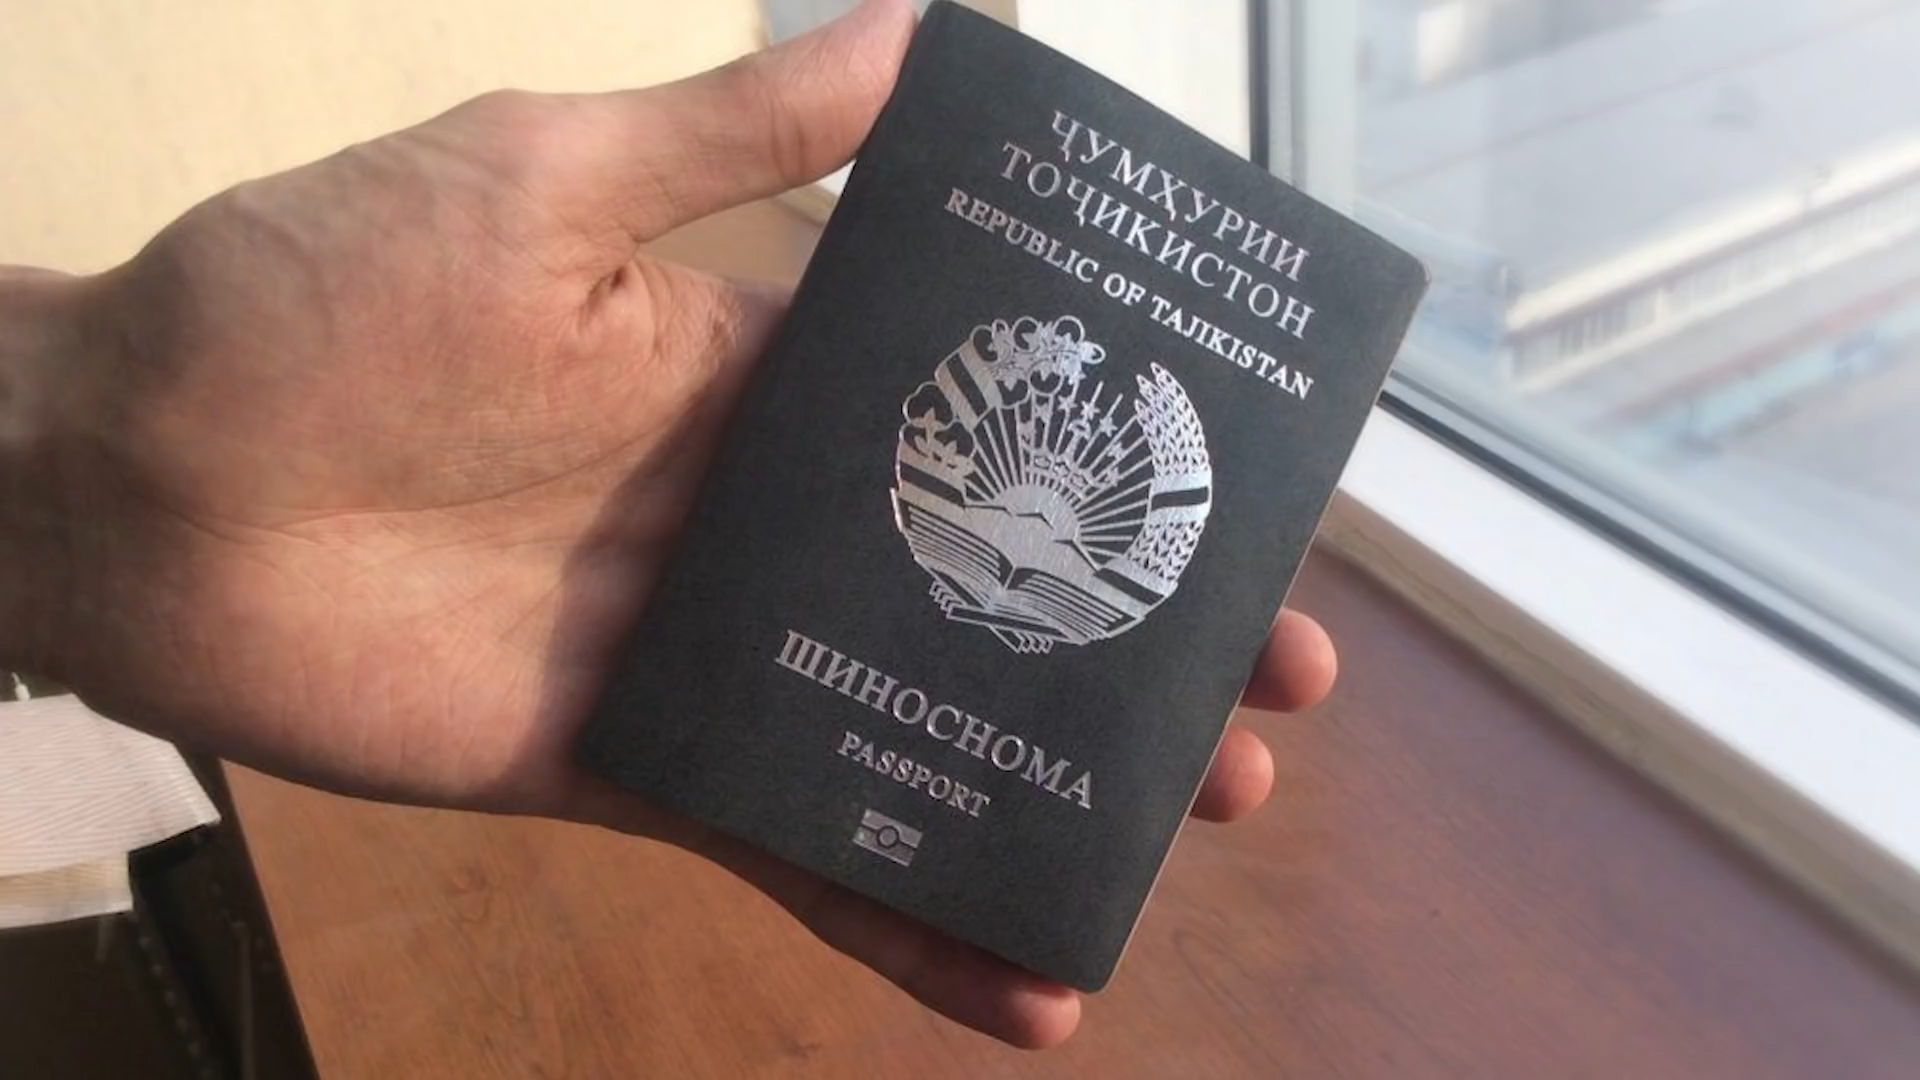 ҶУМҲУРИИ
ТОҶИКИСТОН
REPUBLIC OF TAJIKISTAN
ШИНОСНОМА
PASSPORT